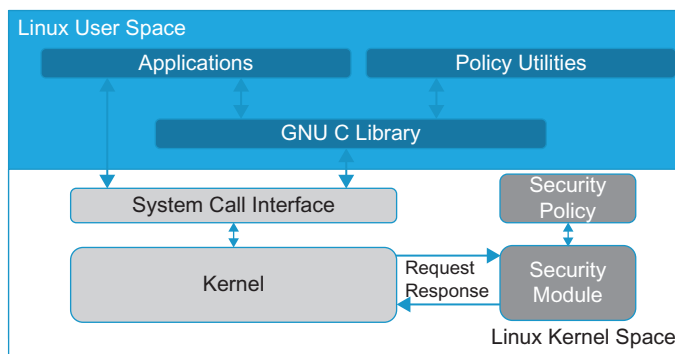 Linux User Space
Applications
Policy Utilities
GNU C Library
System Call Interface
Security
Policy
Kernel
Request
Response
Security
Module
Linux Kernel Space